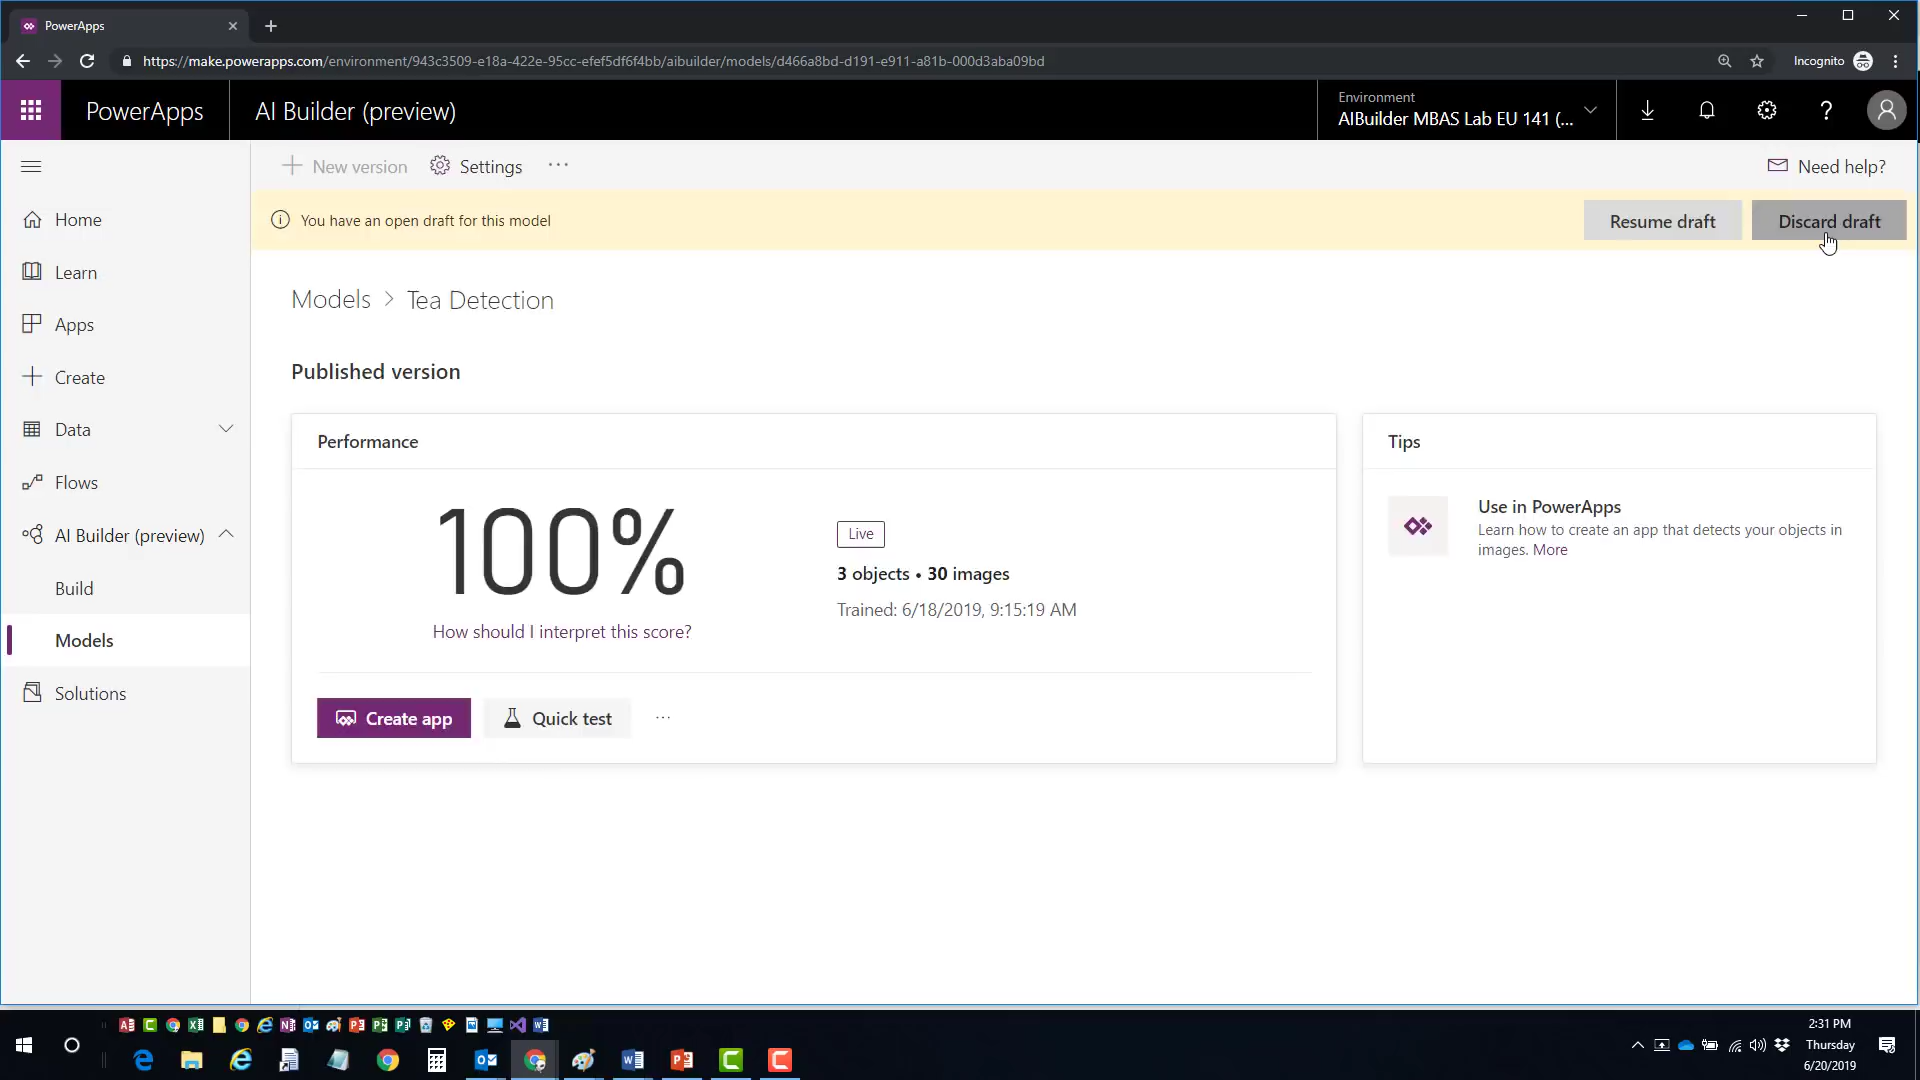 PowerApps
https://make.powerapps.com/environment/943c3509-e18a-422e-95cc-efef5df6f4bb/aibuilder/models/d466a8bd-d191-e911-a81b-000d3aba09bd
Incognito
PowerApps
AI Builder (preview)
Environment
AIBuilder MBAS Lab EU 141 (...
New version
Settings
Need help?
You have an open draft for this model
Resume draft
Discard draft
Home
Learn
Apps
Create
Data
Flows
AI Builder (preview)
Build
Models
Solutions
Models > Tea Detection
Published version
Performance
100%
How should I interpret this score?
Live
3 objects • 30 images
Trained: 6/18/2019, 9:15:19 AM
Create app
Quick test
Tips
Use in PowerApps
Learn how to create an app that detects your objects in
images. More
2:31 PM
Thursday
6/20/2019